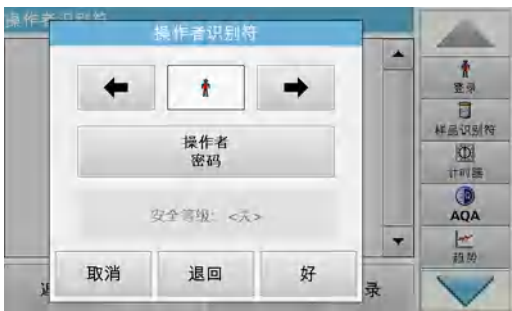 操作者识别符
操作者识别符
登录
样品识别符
计时器
操作者
密码
AQA
安全等级: <关>
趋势
取消
退回
好
返
录